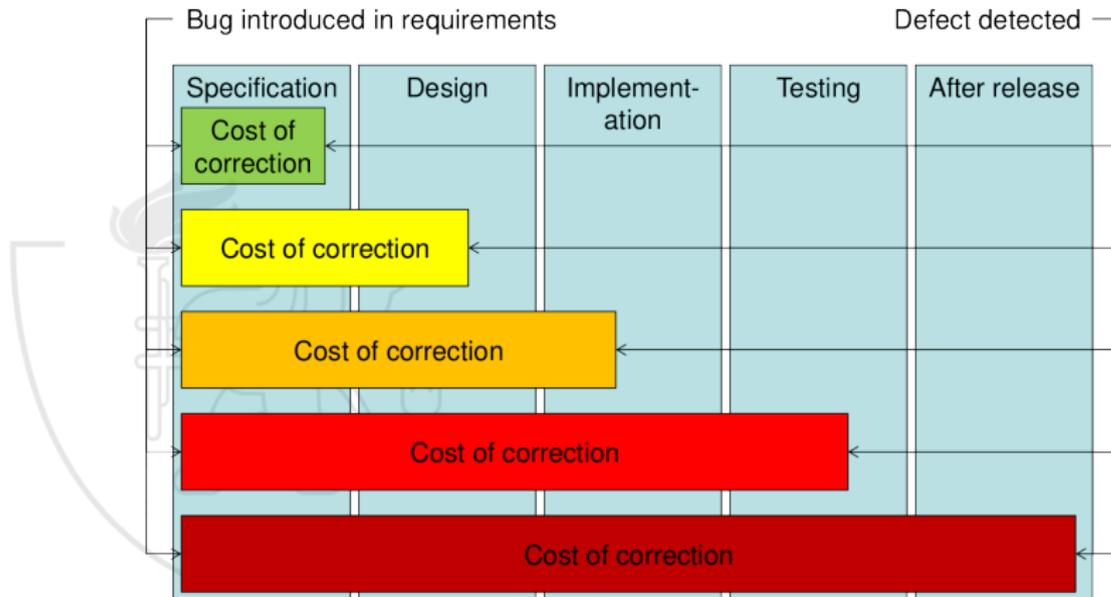 Bug introduced in requirements
Defect detected
Specification
Design
Implement-
ation
Testing
After release
Cost of
correction
Cost of correction
Cost of correction
Cost of correction
Cost of correction